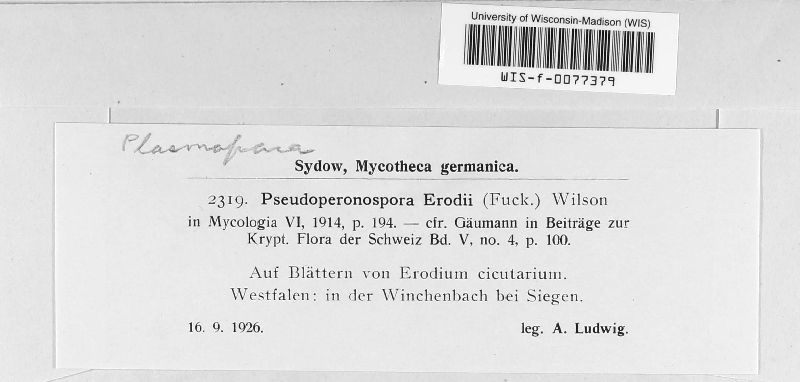 University of Wisconsin-Madison (WIS)
WIS-f-0077379
Plasmopara
Sydow, Mycotheca germanica.
2319. Pseudoperonospora Erodii (Fuck.) Wilson
in Mycologia VI, 1914, p. 194. — cfr. Gäumann in Beiträge zur
Krypt. Flora der Schweiz Bd. V, no. 4, p. 100.
Auf Blättern von Erodium cicutarium.
Westfalen: in der Winchenbach bei Siegen.
16. 9. 1926. leg. A. Ludwig.